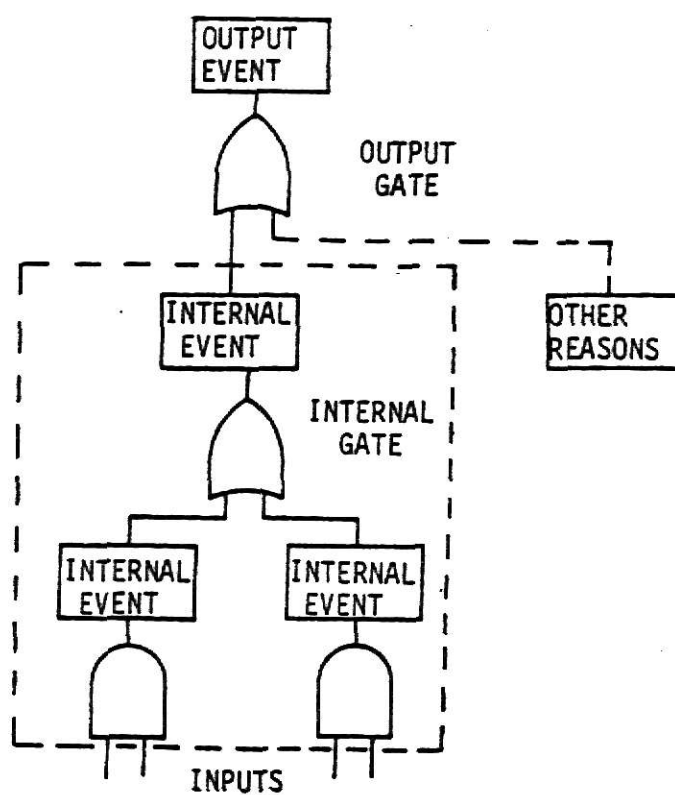 OUTPUT
EVENT
OUTPUT
GATE
INTERNAL
EVENT
OTHER
REASONS
INTERNAL
GATE
INTERNAL
EVENT
INTERNAL
EVENT
INPUTS